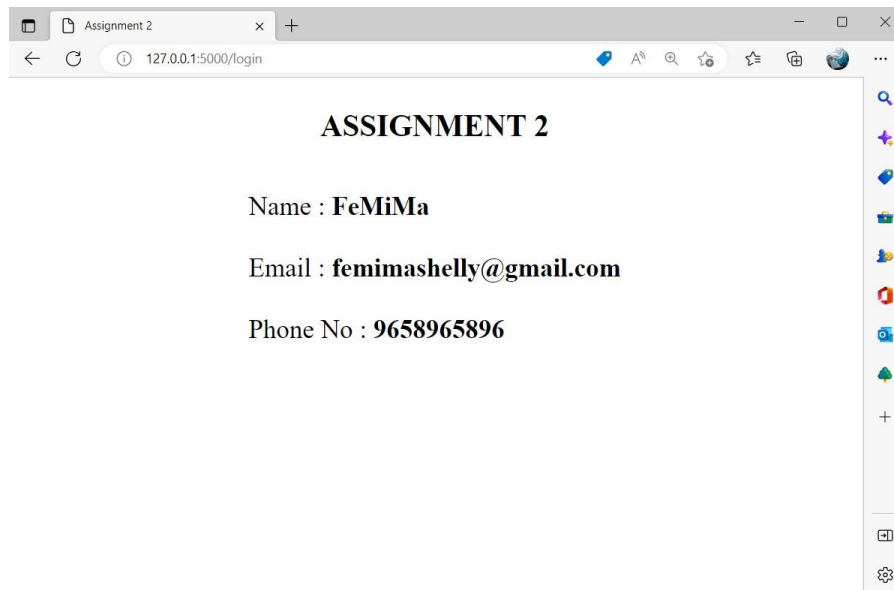 Assignment 2
127.0.0.1:5000/login
ASSIGNMENT 2
Name : FeMiMa
Email : femimashelly@gmail.com
Phone No : 9658965896